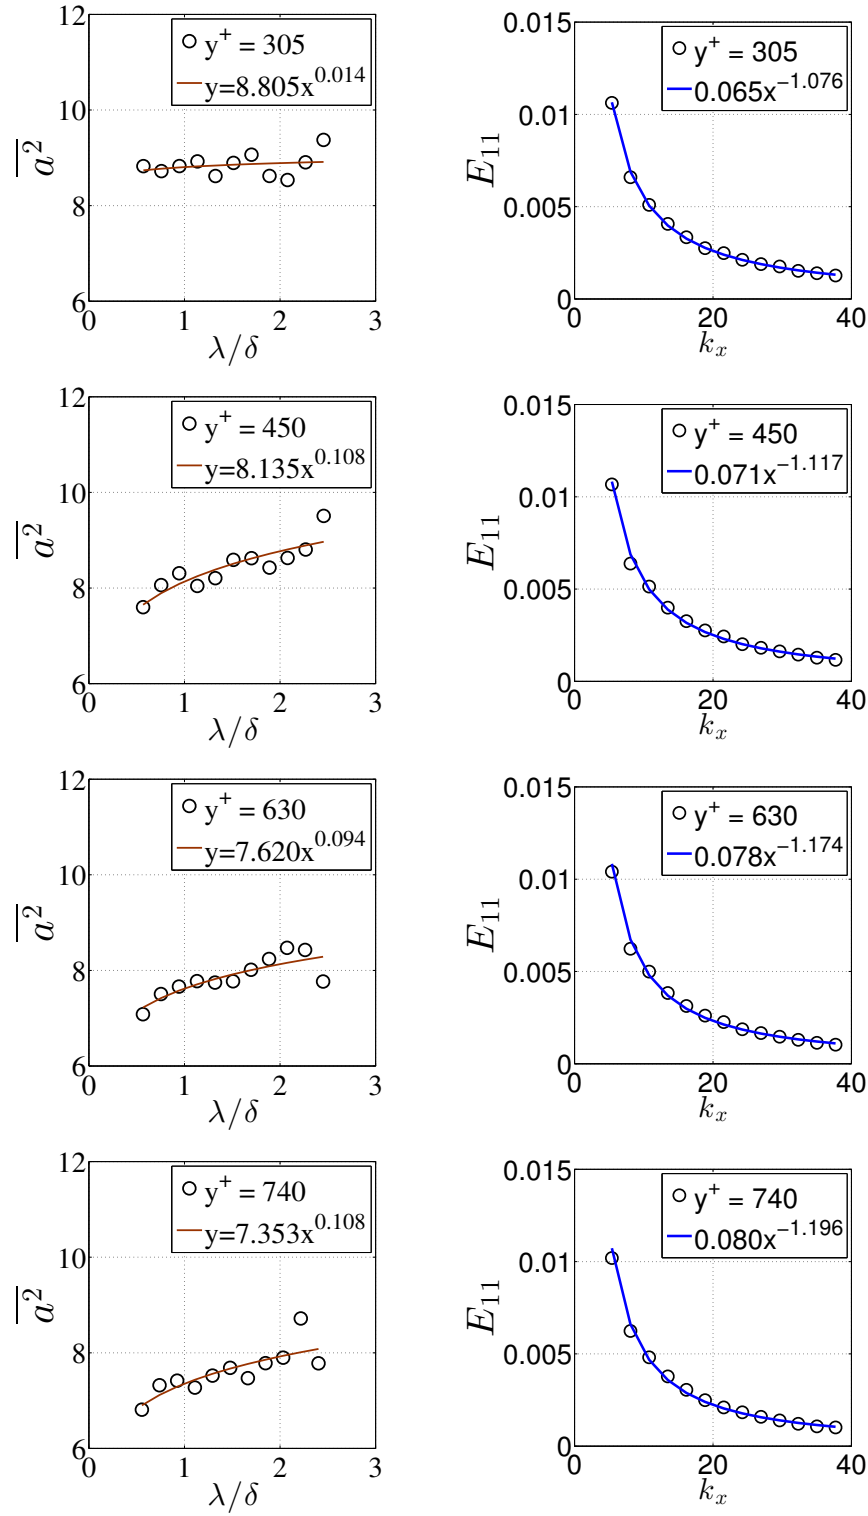 y⁺ = 305
y=8.805x^0.014
12
10
8
6
0 1 2 3
\overline{a²}
λ/δ
y⁺ = 305
0.065x^−1.076
0.015
0.01
0.005
0
0 20 40
E₁₁
kₓ
y⁺ = 450
y=8.135x^0.108
12
10
8
6
0 1 2 3
\overline{a²}
λ/δ
y⁺ = 450
0.071x^−1.117
0.015
0.01
0.005
0
0 20 40
E₁₁
kₓ
y⁺ = 630
y=7.620x^0.094
12
10
8
6
0 1 2 3
\overline{a²}
λ/δ
y⁺ = 630
0.078x^−1.174
0.015
0.01
0.005
0
0 20 40
E₁₁
kₓ
y⁺ = 740
y=7.353x^0.108
12
10
8
6
0 1 2 3
\overline{a²}
λ/δ
y⁺ = 740
0.080x^−1.196
0.015
0.01
0.005
0
0 20 40
E₁₁
kₓ